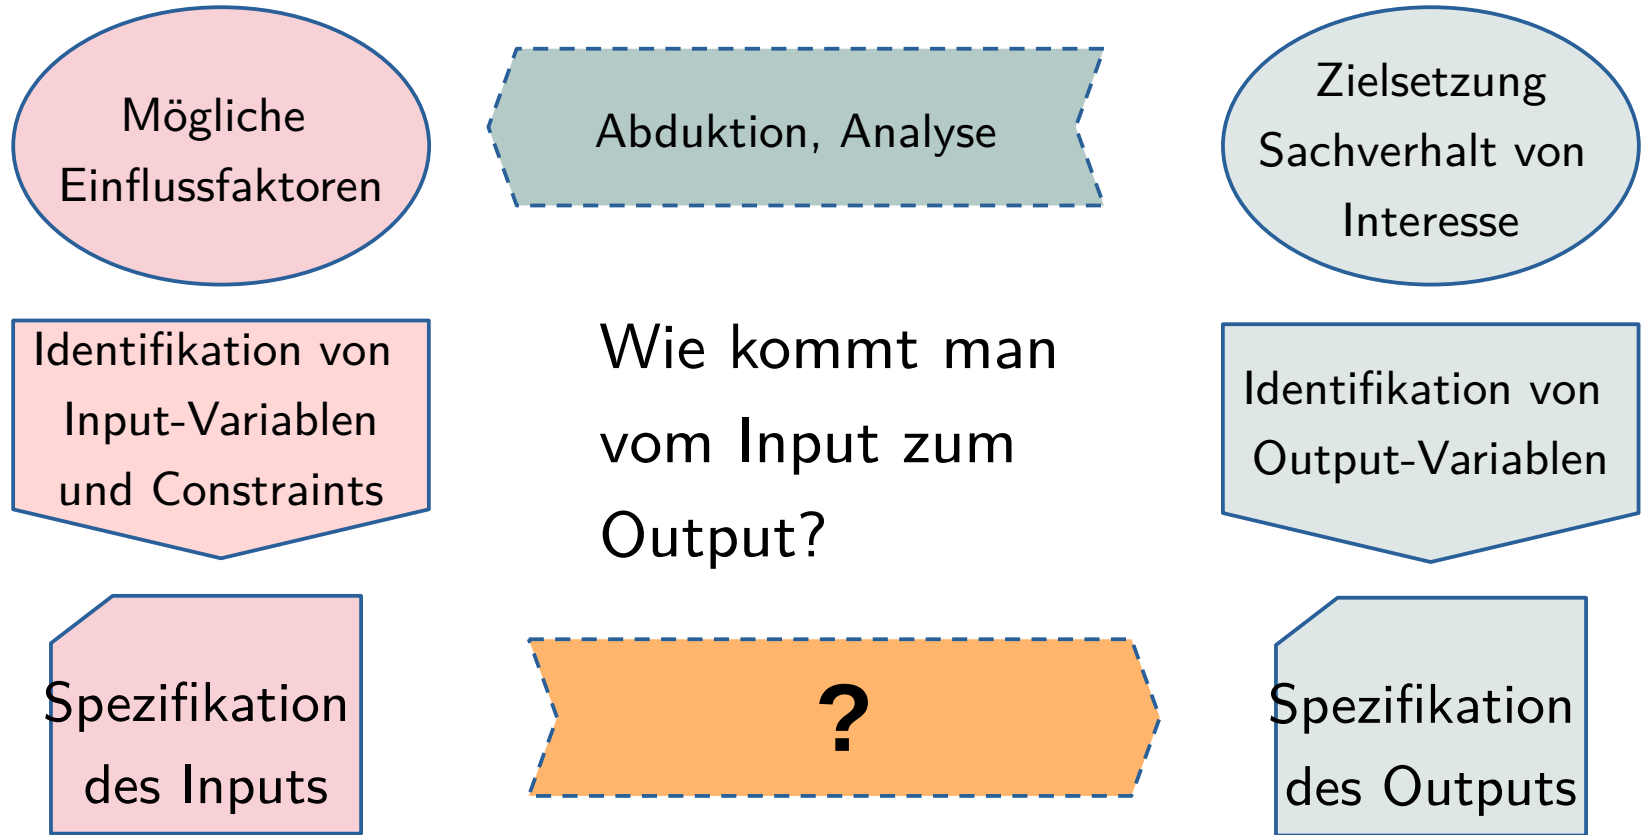 Mögliche
Einflussfaktoren
Abduktion, Analyse
Zielsetzung
Sachverhalt von
Interesse
Identifikation von
Input-Variablen
und Constraints
Wie kommt man
vom Input zum
Output?
Identifikation von
Output-Variablen
Spezifikation
des Inputs
?
Spezifikation
des Outputs